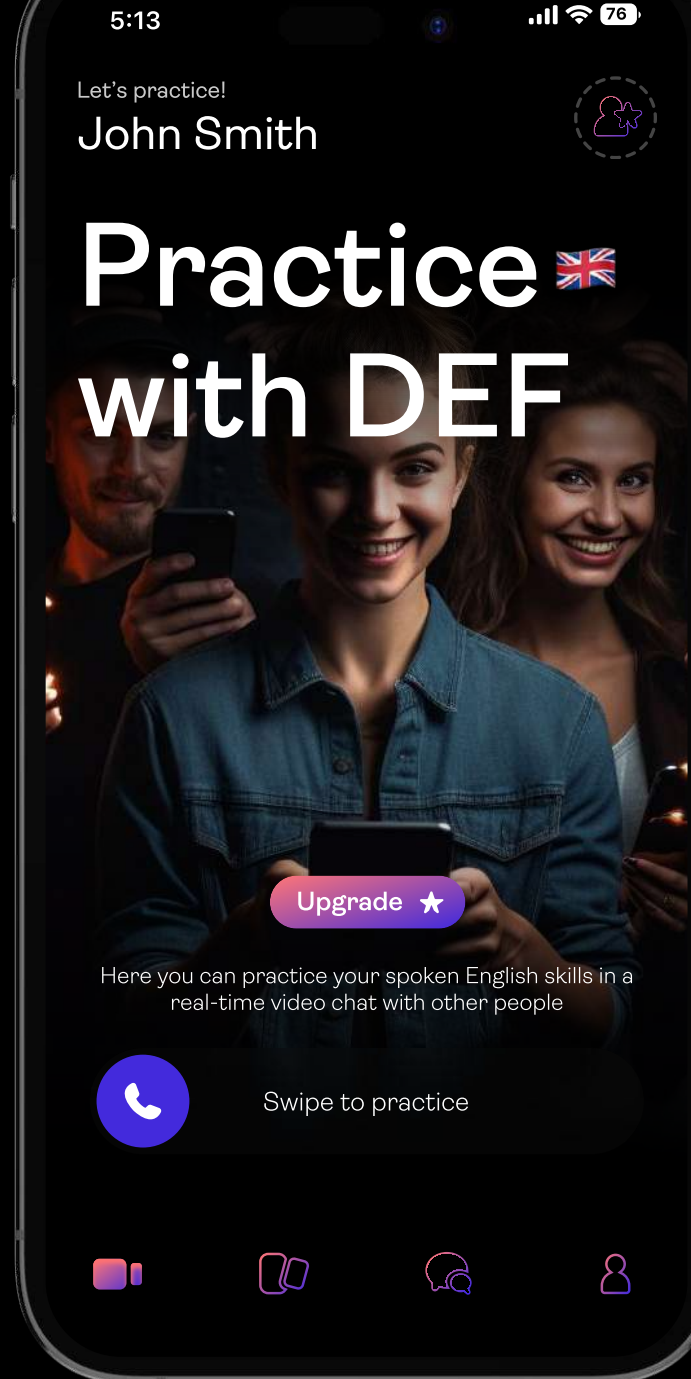 5:13
76
Let's practice!
John Smith
Practice 🇬🇧
with DEF
Upgrade
Here you can practice your spoken English skills in a
real-time video chat with other people
Swipe to practice